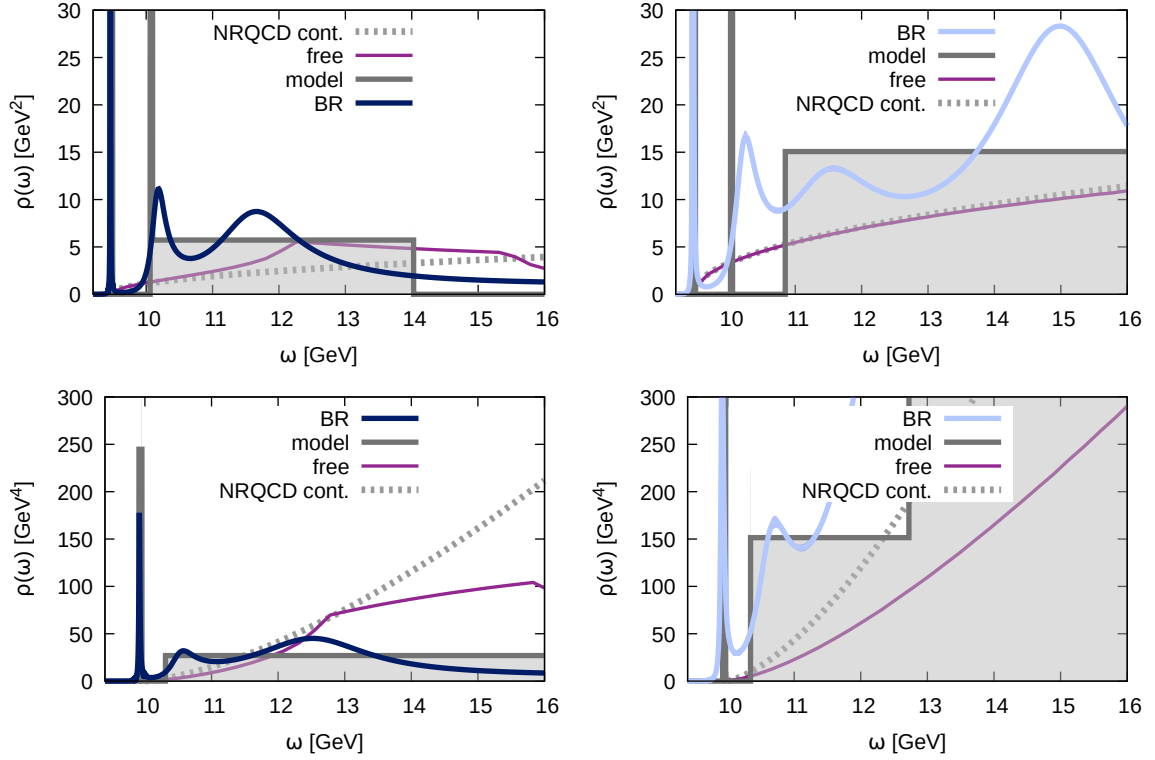 NRQCD cont.
free
model
BR
ρ(ω) [GeV²]
30
25
20
15
10
5
0
10 11 12 13 14 15 16
ω [GeV]
BR
model
free
NRQCD cont.
ρ(ω) [GeV²]
30
25
20
15
10
5
0
10 11 12 13 14 15 16
ω [GeV]
BR
model
free
NRQCD cont.
ρ(ω) [GeV⁴]
300
250
200
150
100
50
0
10 11 12 13 14 15 16
ω [GeV]
BR
model
free
NRQCD cont.
ρ(ω) [GeV⁴]
300
250
200
150
100
50
0
10 11 12 13 14 15 16
ω [GeV]